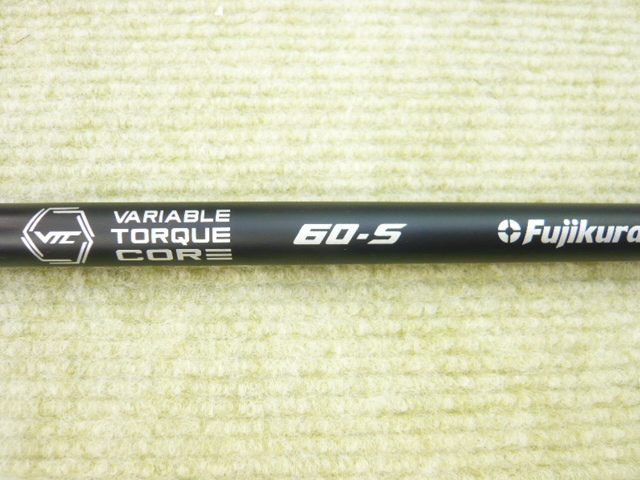 VTC
VARIABLE
TORQUE
CORE
60-S
Fujikura